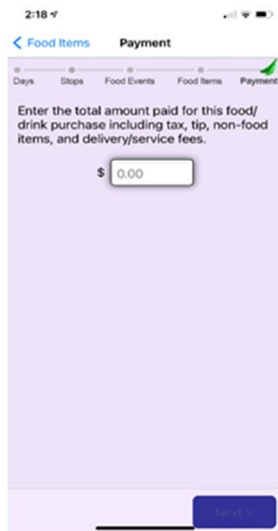 2:18
Food Items Payment
Days Stops Food Events Food Items Payment
Enter the total amount paid for this food/
drink purchase including tax, tip, non-food
items, and delivery/service fees.
$ 0.00
Next >